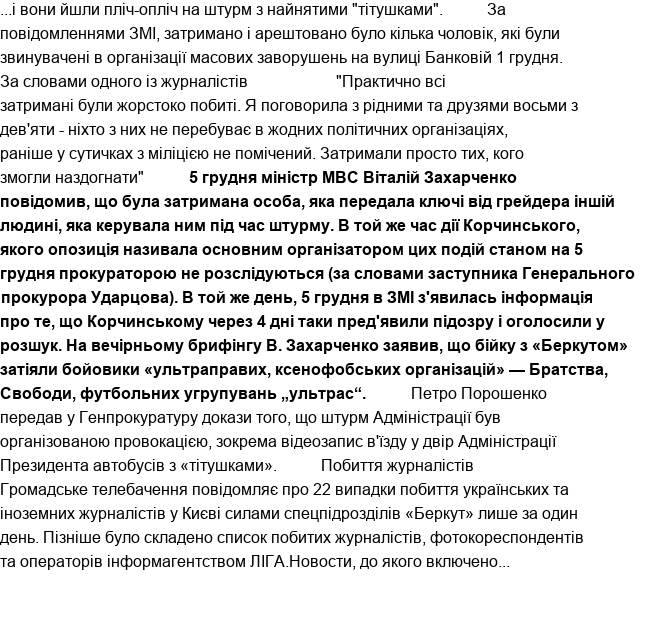 ...і вони йшли пліч-опліч на штурм з найнятими "тітушками". За
повідомленнями ЗМІ, затримано і арештовано було кілька чоловік, які були
звинувачені в організації масових заворушень на вулиці Банковій 1 грудня.
За словами одного із журналістів "Практично всі
затримані були жорстоко побиті. Я поговорила з рідними та друзями восьми з
дев'яти - ніхто з них не перебуває в жодних політичних організаціях,
раніше у сутичках з міліцією не помічений. Затримали просто тих, кого
змогли наздогнати" 5 грудня міністр МВС Віталій Захарченко
повідомив, що була затримана особа, яка передала ключі від грейдера іншій
людині, яка керувала ним під час штурму. В той же час дії Корчинського,
якого опозиція називала основним організатором цих подій станом на 5
грудня прокураторою не розслідуються (за словами заступника Генерального
прокурора Ударцова). В той же день, 5 грудня в ЗМІ з'явилась інформація
про те, що Корчинському через 4 дні таки пред'явили підозру і оголосили у
розшук. На вечірньому брифінгу В. Захарченко заявив, що бійку з «Беркутом»
затіяли бойовики «ультраправих, ксенофобських організацій» — Братства,
Свободи, футбольних угрупувань „ультрас“. Петро Порошенко
передав у Генпрокуратуру докази того, що штурм Адміністрації був
організованою провокацією, зокрема відеозапис в'їзду у двір Адміністрації
Президента автобусів з «тітушками». Побиття журналістів
Громадське телебачення повідомляє про 22 випадки побиття українських та
іноземних журналістів у Києві силами спецпідрозділів «Беркут» лише за один
день. Пізніше було складено список побитих журналістів, фотокореспондентів
та операторів інформагентством ЛІГА.Новости, до якого включено...